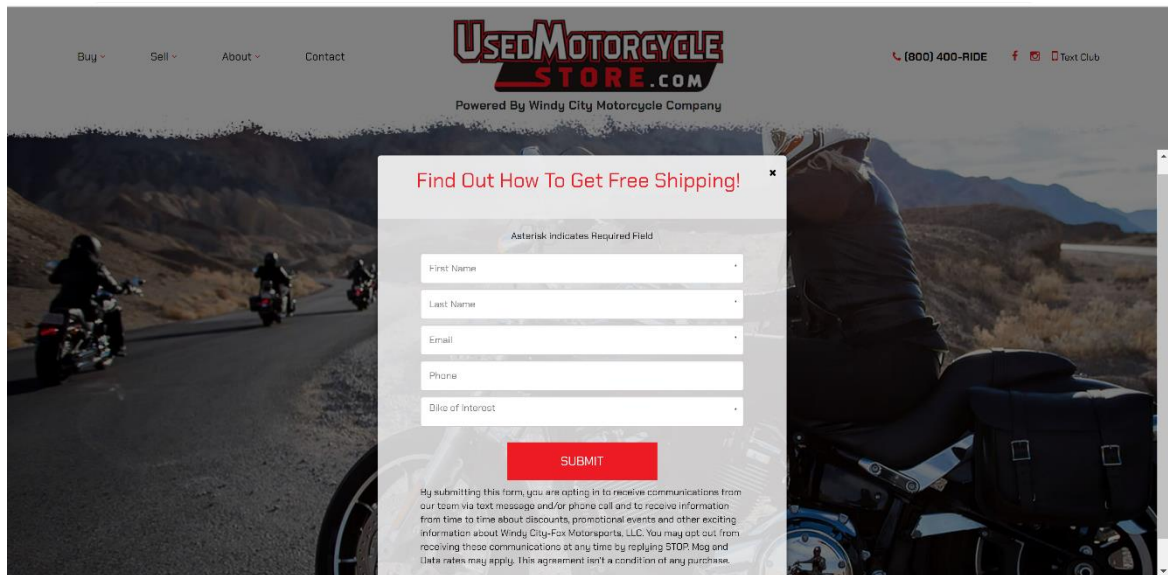 Buy
Sell
About
Contact
USEDMOTORCYCLE
STORE.COM
Powered By Windy City Motorcycle Company
(800) 400-RIDE
Text Club
Find Out How To Get Free Shipping!
×
Asterisk indicates Required Field
First Name *
Last Name *
Email *
Phone
Bike of Interest *
SUBMIT
By submitting this form, you are opting in to receive communications from
our team via text message and/or phone call and to receive information
from time to time about discounts, promotional events and other exciting
information about Windy City-Fox Motorsports, LLC. You may opt out from
receiving these communications at any time by replying STOP. Msg and
Data rates may apply. This agreement isn't a condition of any purchase.